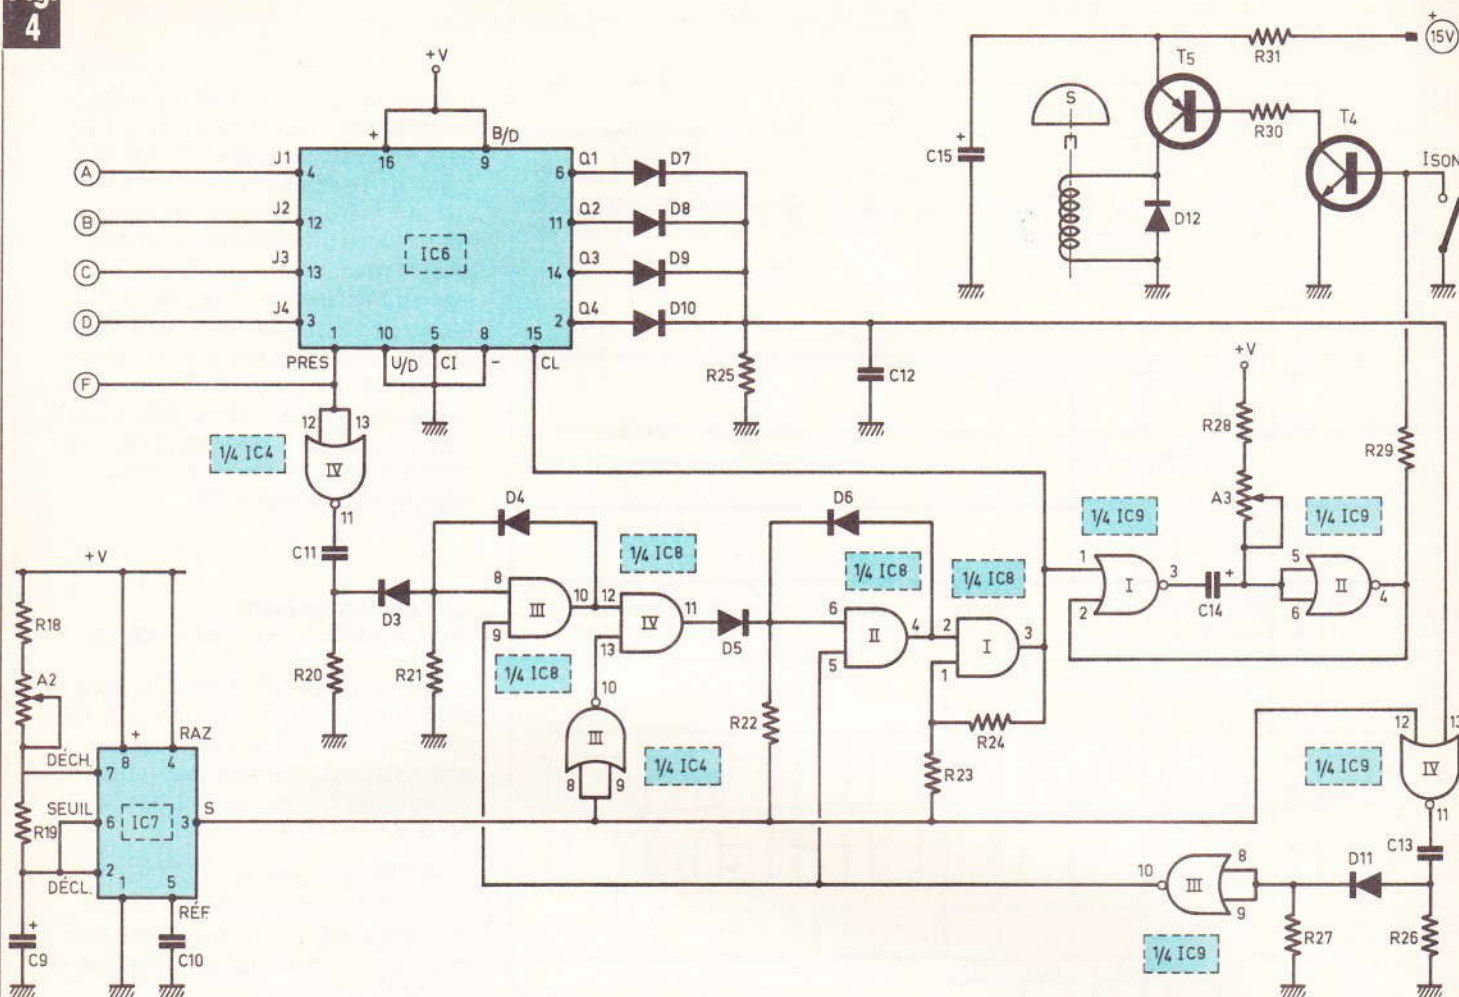 4
+V
+
15V
R31
T5
S
C15
R30
T4
ISON
D12
+
B/D
16
9
A
J1
4
6
Q1
D7
B
J2
12
11
Q2
D8
IC6
C
J3
13
14
Q3
D9
D
J4
3
2
Q4
D10
1
10
5
8
15
PRES
U/D
CI
-
CL
F
R25
C12
12
13
1/4 IC4
IV
11
+V
R28
A3
R29
C11
D4
D6
1/4 IC8
1/4 IC8
1/4 IC8
1/4 IC9
1/4 IC9
D3
8
III
10
9
12
IV
11
13
D5
6
II
4
5
2
I
3
1
1
I
3
2
C14
+
5
II
4
6
+V
R18
A2
R20
R21
1/4 IC8
10
III
8
9
1/4 IC4
R22
R24
R23
12
13
IV
1/4 IC9
11
+
RAZ
DÉCH.
7
8
4
SEUIL
6
IC7
3
S
R19
2
DÉCL.
1
5
RÉF.
+
C9
C10
10
III
8
9
1/4 IC9
D11
C13
R27
R26